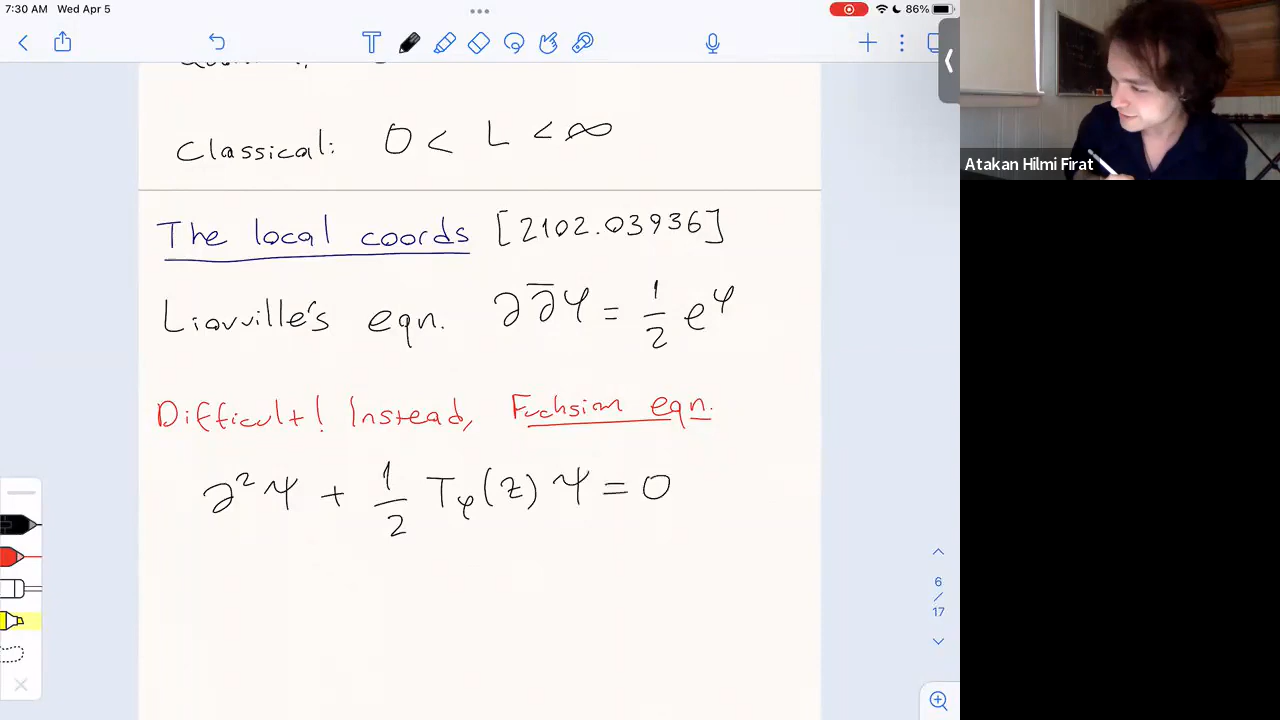 7:30 AM Wed Apr 5
86%
Classical: 0 < L < ∞
The local coords [2102.03936]
Liouville's eqn. ∂∂̄φ = 1/2 e^φ
Difficult! Instead, Fuchsian eqn.
∂²ψ + 1/2 T_φ(z) ψ = 0
6
/
17
Atakan Hilmi Firat